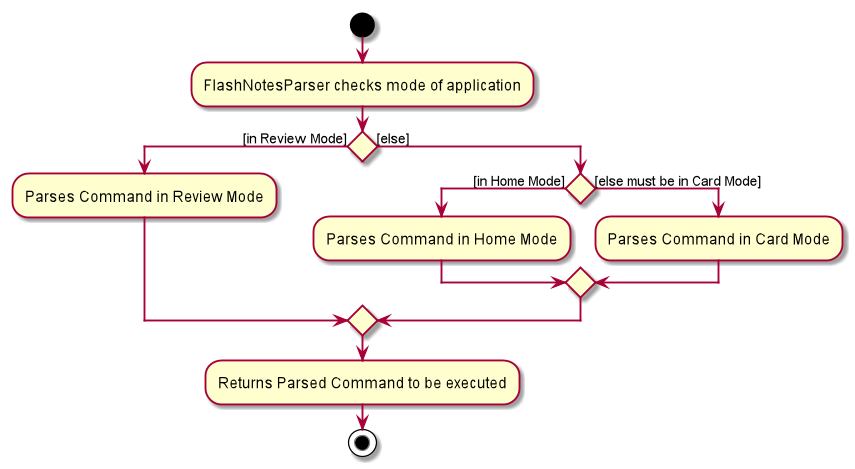 FlashNotesParser checks mode of application
[in Review Mode]
[else]
Parses Command in Review Mode
[in Home Mode]
[else must be in Card Mode]
Parses Command in Home Mode
Parses Command in Card Mode
Returns Parsed Command to be executed